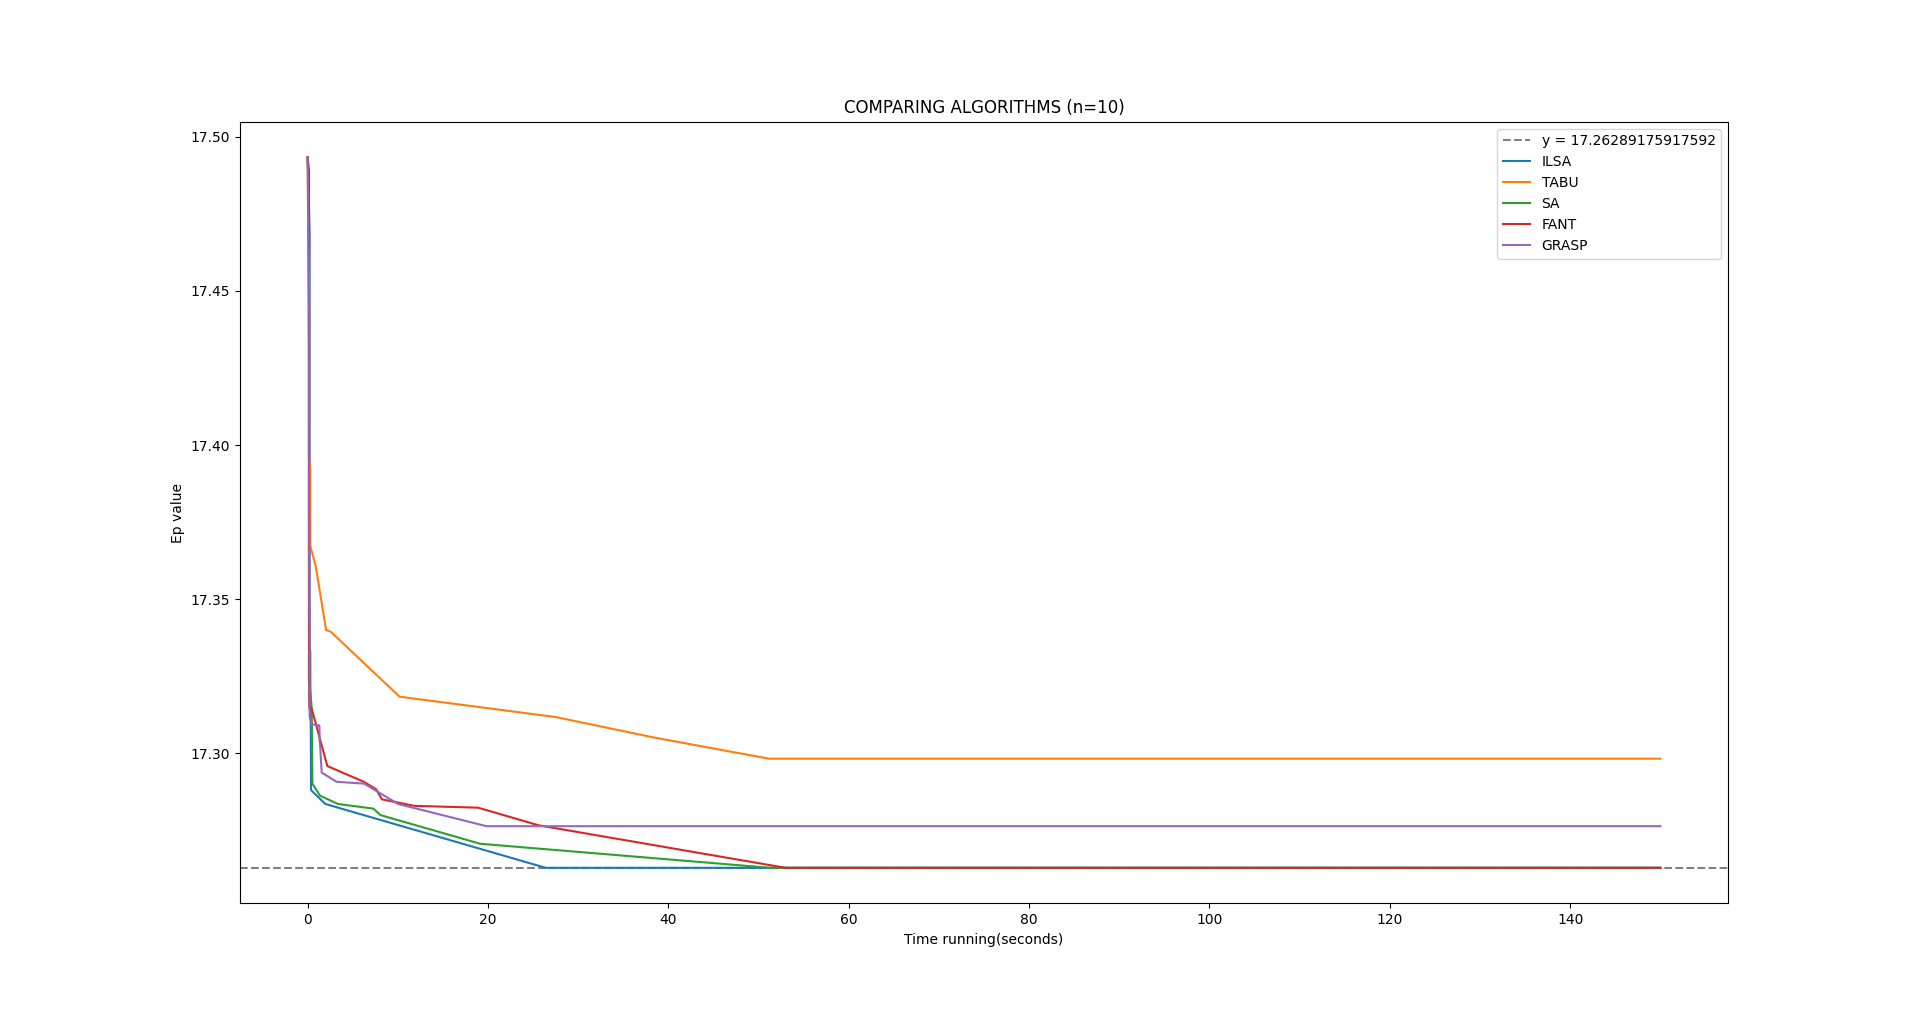 COMPARING ALGORITHMS (n=10)
y = 17.26289175917592
ILSA
TABU
SA
FANT
GRASP
17.50
17.45
17.40
17.35
17.30
Ep value
0 20 40 60 80 100 120 140
Time running(seconds)